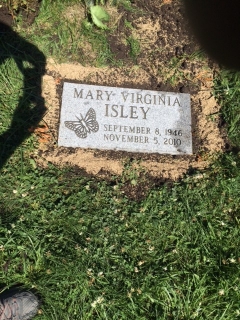 MARY VIRGINIA
ISLEY
SEPTEMBER 8, 1946
NOVEMBER 5, 2010